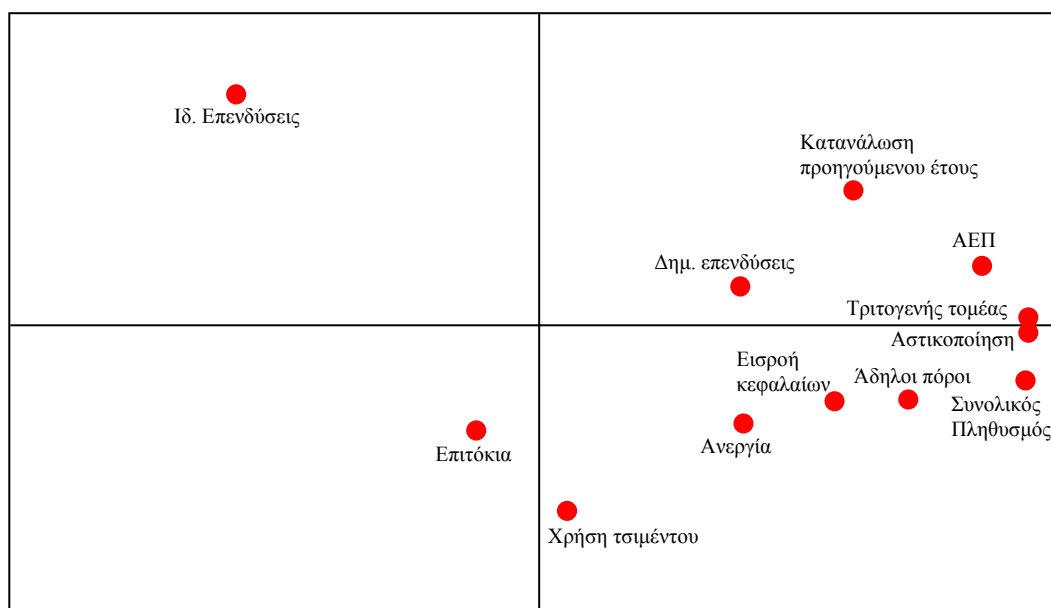 Ιδ. Επενδύσεις
Κατανάλωση
προηγούμενου έτους
ΑΕΠ
Δημ. επενδύσεις
Τριτογενής τομέας
Αστικοποίηση
Εισροή
κεφαλαίων
Άδηλοι πόροι
Συνολικός
Πληθυσμός
Ανεργία
Επιτόκια
Χρήση τσιμέντου